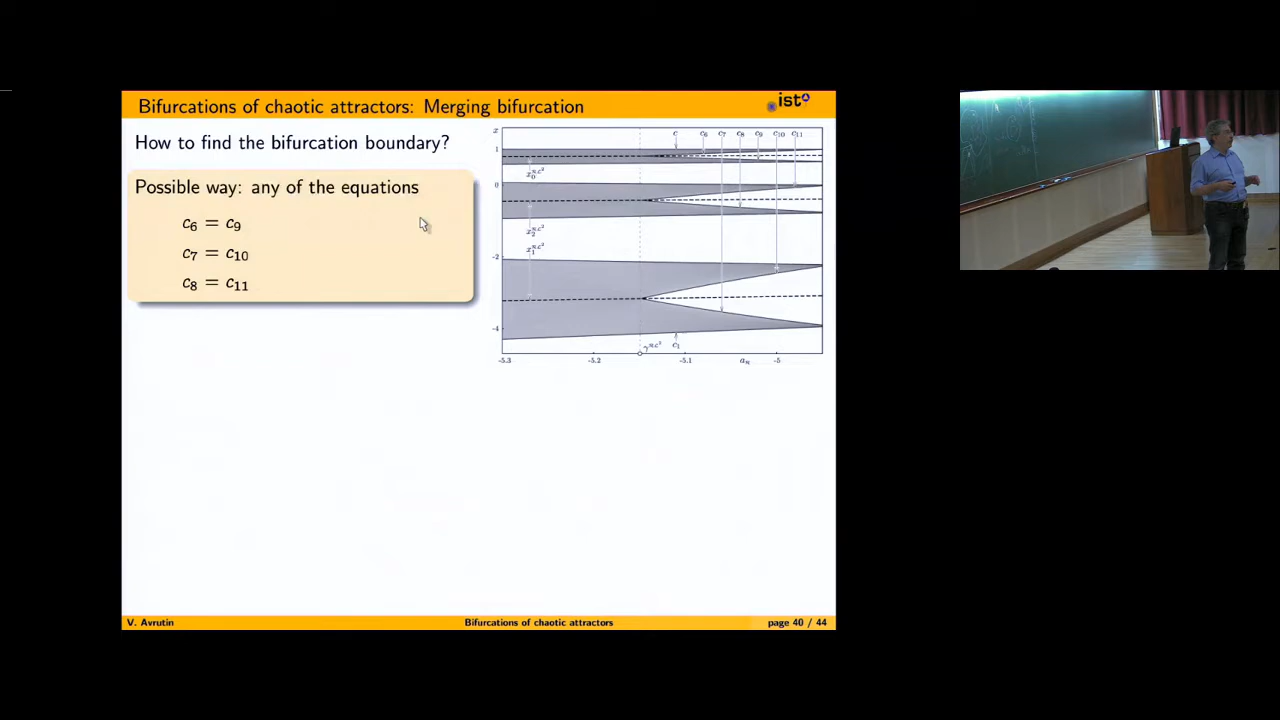 Bifurcations of chaotic attractors: Merging bifurcation
ist
How to find the bifurcation boundary?
Possible way: any of the equations
c₆ = c₉
c₇ = c₁₀
c₈ = c₁₁
x c c₆ c₇ c₈ c₉ c₁₀ c₁₁
1
0
-2
-4
c₁
-5.3 -5.2 -5.1 -5
V. Avrutin Bifurcations of chaotic attractors page 40 / 44